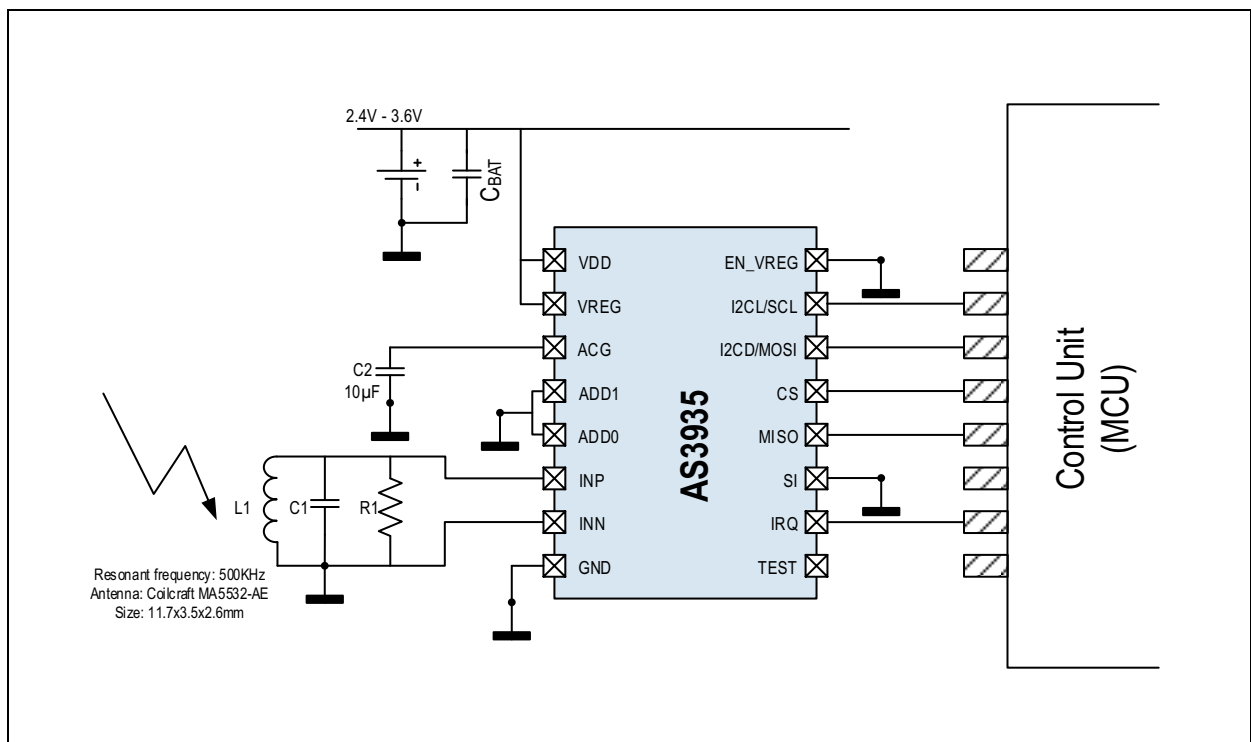 2.4V - 3.6V
+
–
CBAT
VDD
EN_VREG
VREG
I2CL/SCL
ACG
I2CD/MOSI
C2
10µF
ADD1
CS
ADD0
MISO
AS3935
INP
SI
INN
IRQ
GND
TEST
L1
C1
R1
Control Unit
(MCU)
Resonant frequency: 500KHz
Antenna: Coilcraft MA5532-AE
Size: 11.7x3.5x2.6mm